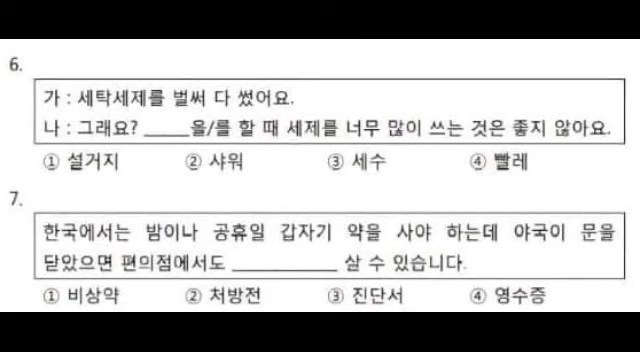 6.
가 : 세탁세제를 벌써 다 썼어요.
나 : 그래요? ______을/를 할 때 세제를 너무 많이 쓰는 것은 좋지 않아요.
① 설거지 ② 샤워 ③ 세수 ④ 빨레
7.
한국에서는 밤이나 공휴일 갑자기 약을 사야 하는데 야국이 문을
닫았으면 편의점에서도 ____________ 살 수 있습니다.
① 비상약 ② 처방전 ③ 진단서 ④ 영수증